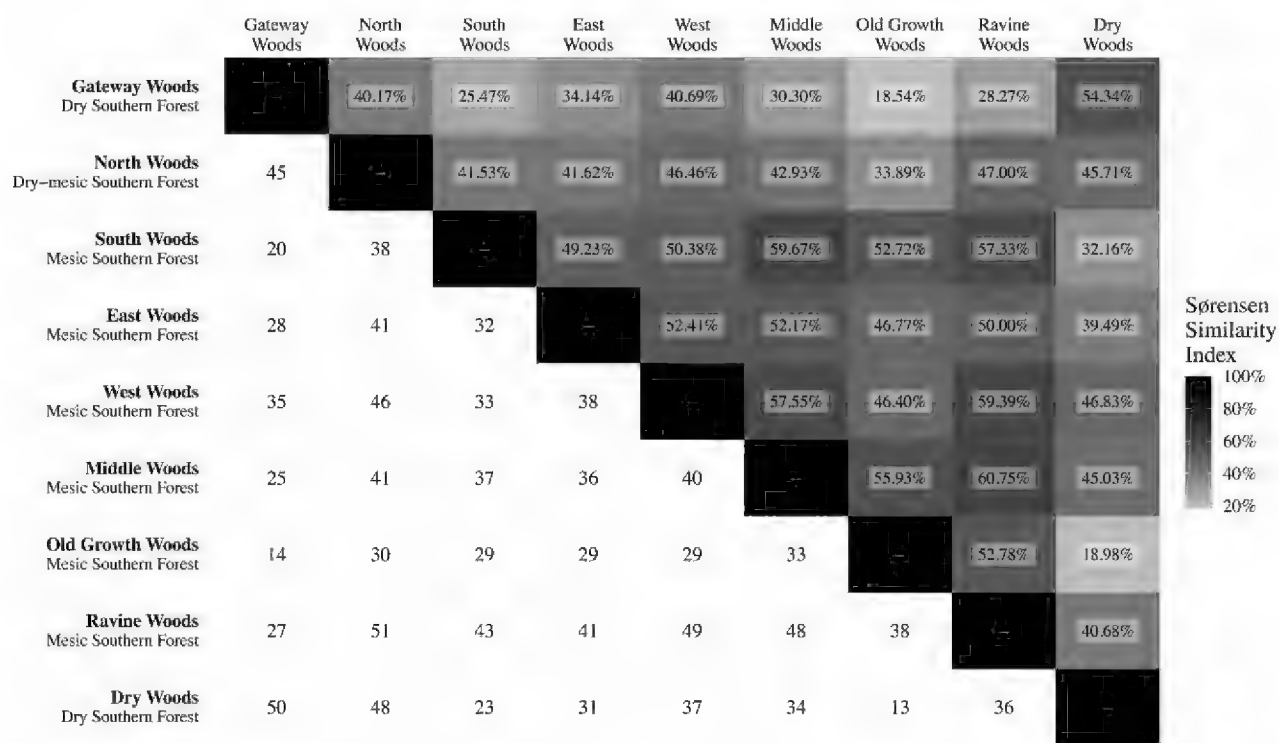 Gateway Woods
North Woods
South Woods
East Woods
West Woods
Middle Woods
Old Growth Woods
Ravine Woods
Dry Woods
Gateway Woods
Dry Southern Forest
40.17% 25.47% 34.14% 40.69% 30.30% 18.54% 28.27% 54.34%
North Woods
Dry-mesic Southern Forest
45 41.53% 41.62% 46.46% 42.93% 33.89% 47.00% 45.71%
South Woods
Mesic Southern Forest
20 38 49.23% 50.38% 59.67% 52.72% 57.33% 32.16%
East Woods
Mesic Southern Forest
28 41 32 52.41% 52.17% 46.77% 50.00% 39.49%
West Woods
Mesic Southern Forest
35 46 33 38 57.55% 46.40% 59.39% 46.83%
Middle Woods
Mesic Southern Forest
25 41 37 36 40 55.93% 60.75% 45.03%
Old Growth Woods
Mesic Southern Forest
14 30 29 29 29 33 52.78% 18.98%
Ravine Woods
Mesic Southern Forest
27 51 43 41 49 48 38 40.68%
Dry Woods
Dry Southern Forest
50 48 23 31 37 34 13 36
Sørensen
Similarity
Index
100%
80%
60%
40%
20%